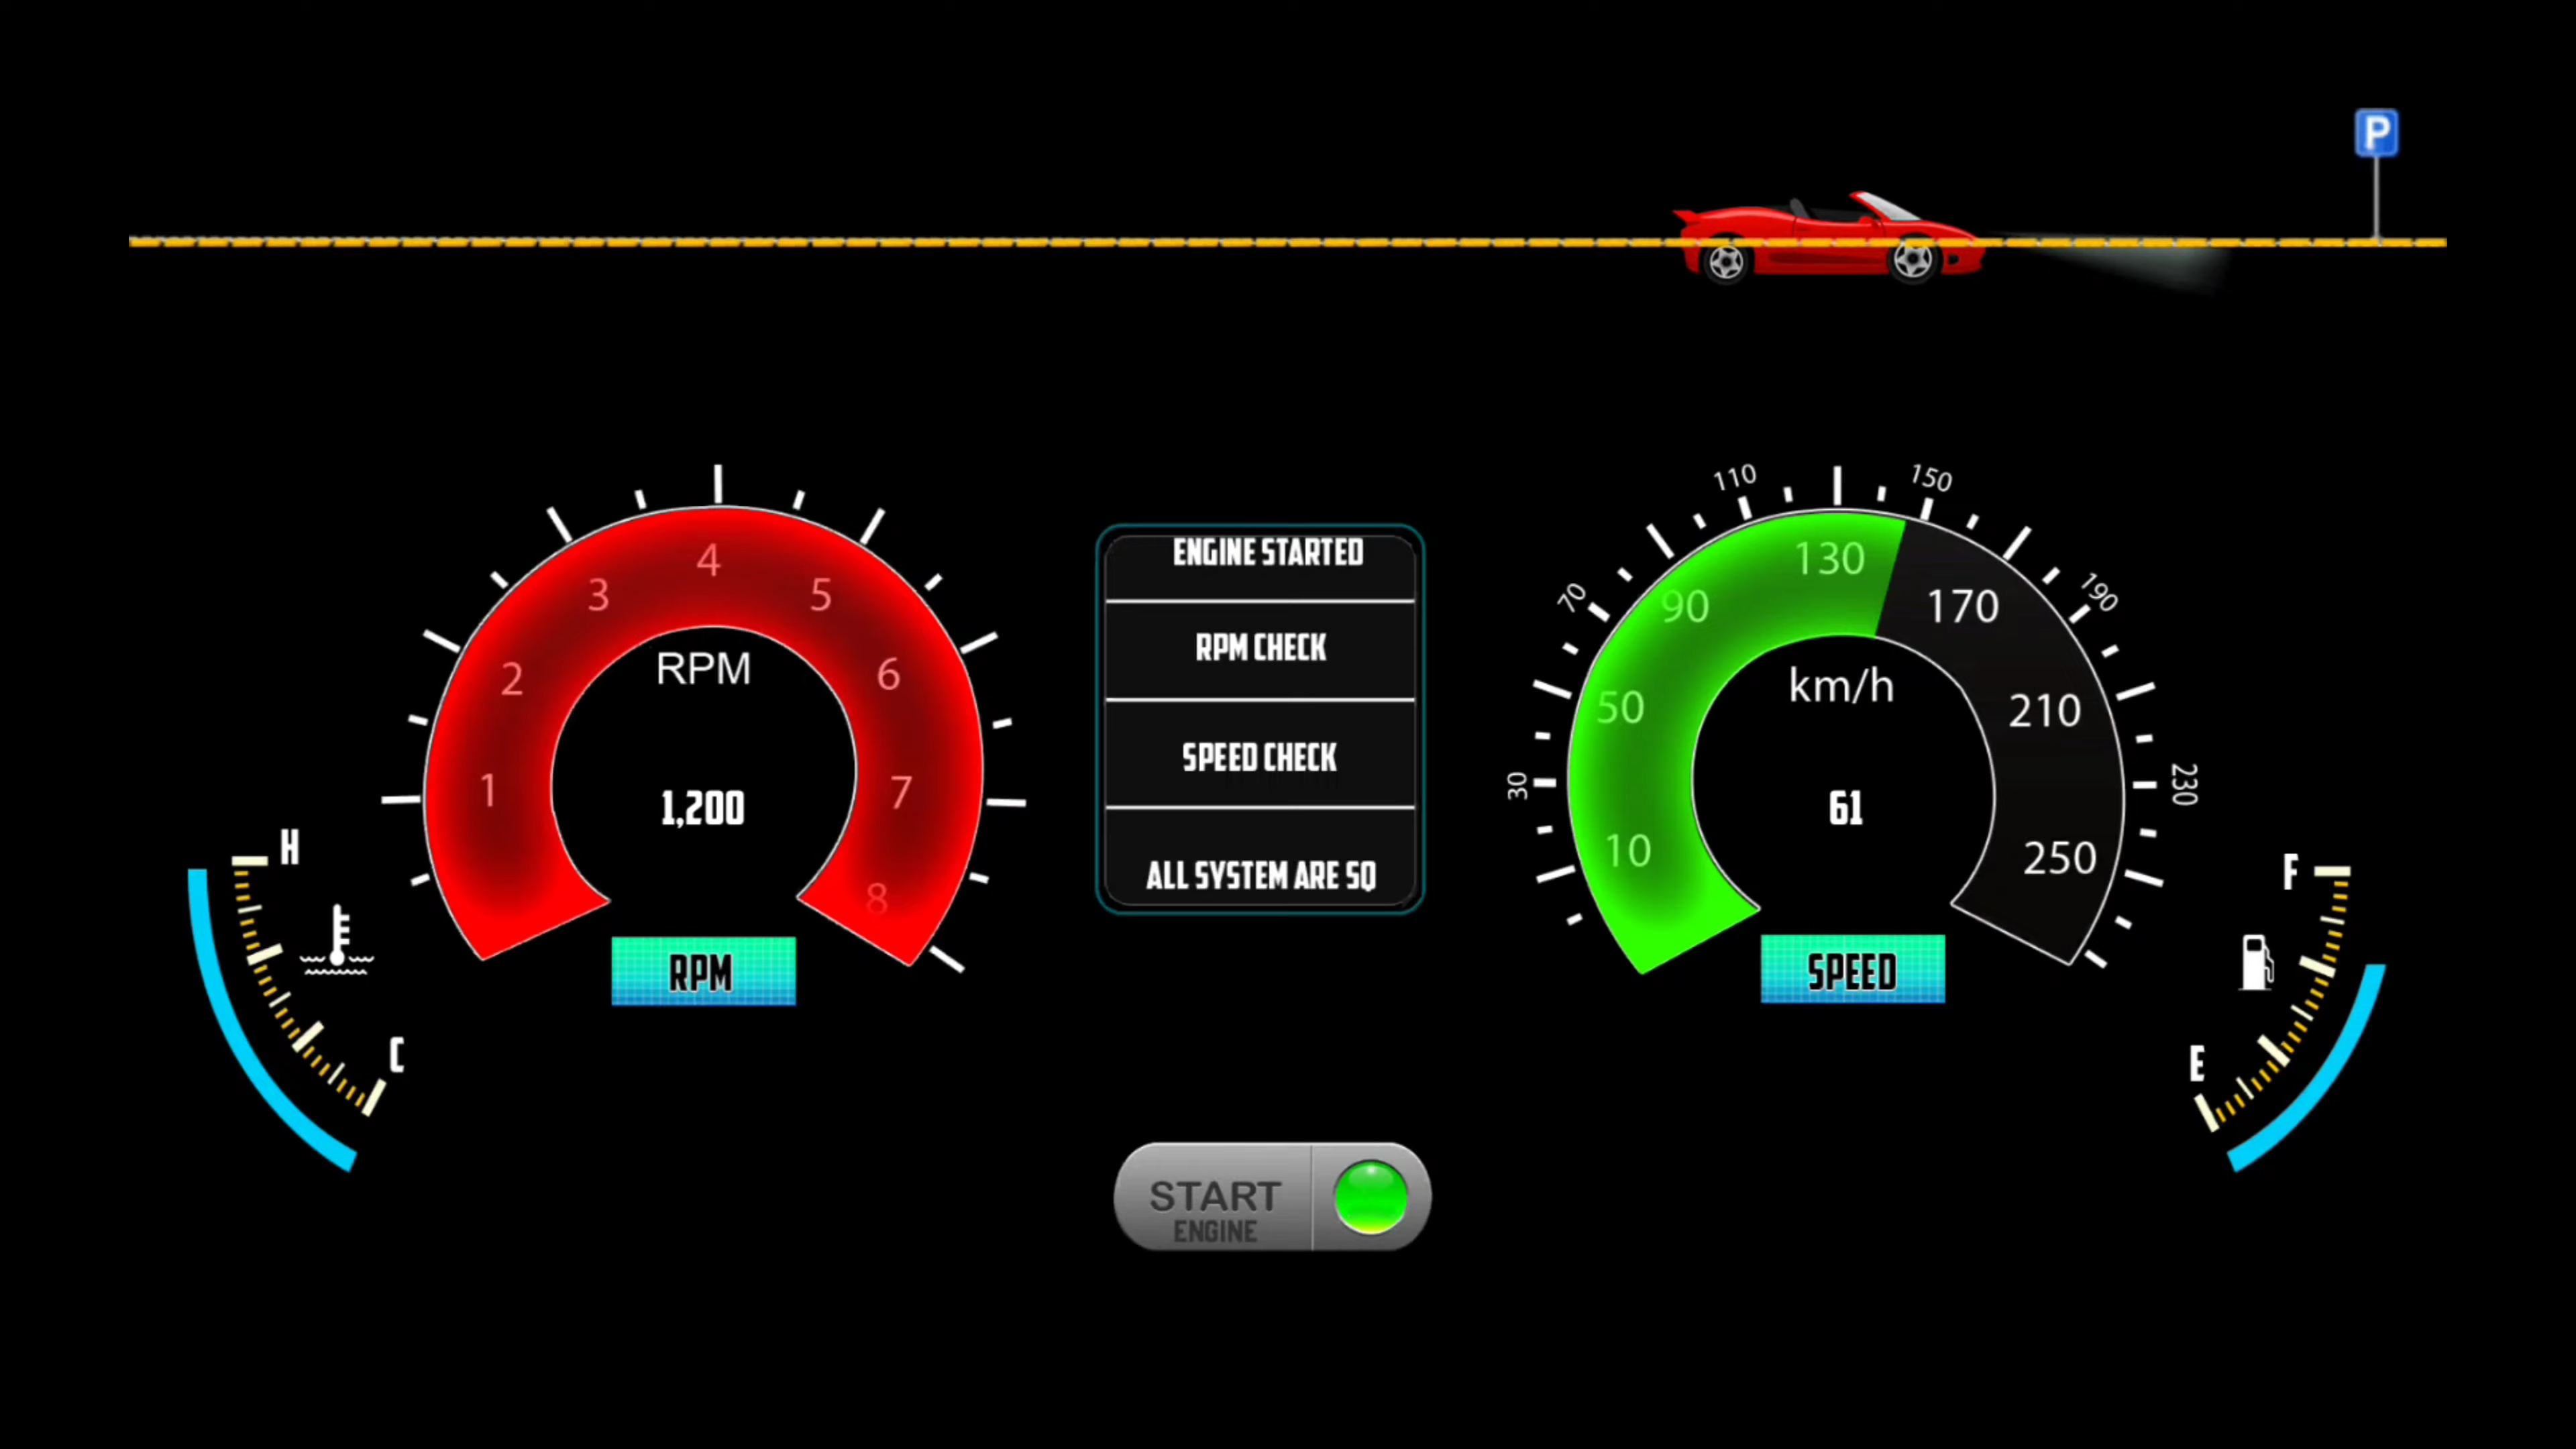 P
110
150
130
4
3
5
90
170
70
190
2
RPM
6
50
km/h
210
1
1,200
7
30
61
230
10
250
8
ENGINE STARTED
RPM CHECK
SPEED CHECK
ALL SYSTEM ARE SQ
H
C
RPM
SPEED
F
E
START
ENGINE